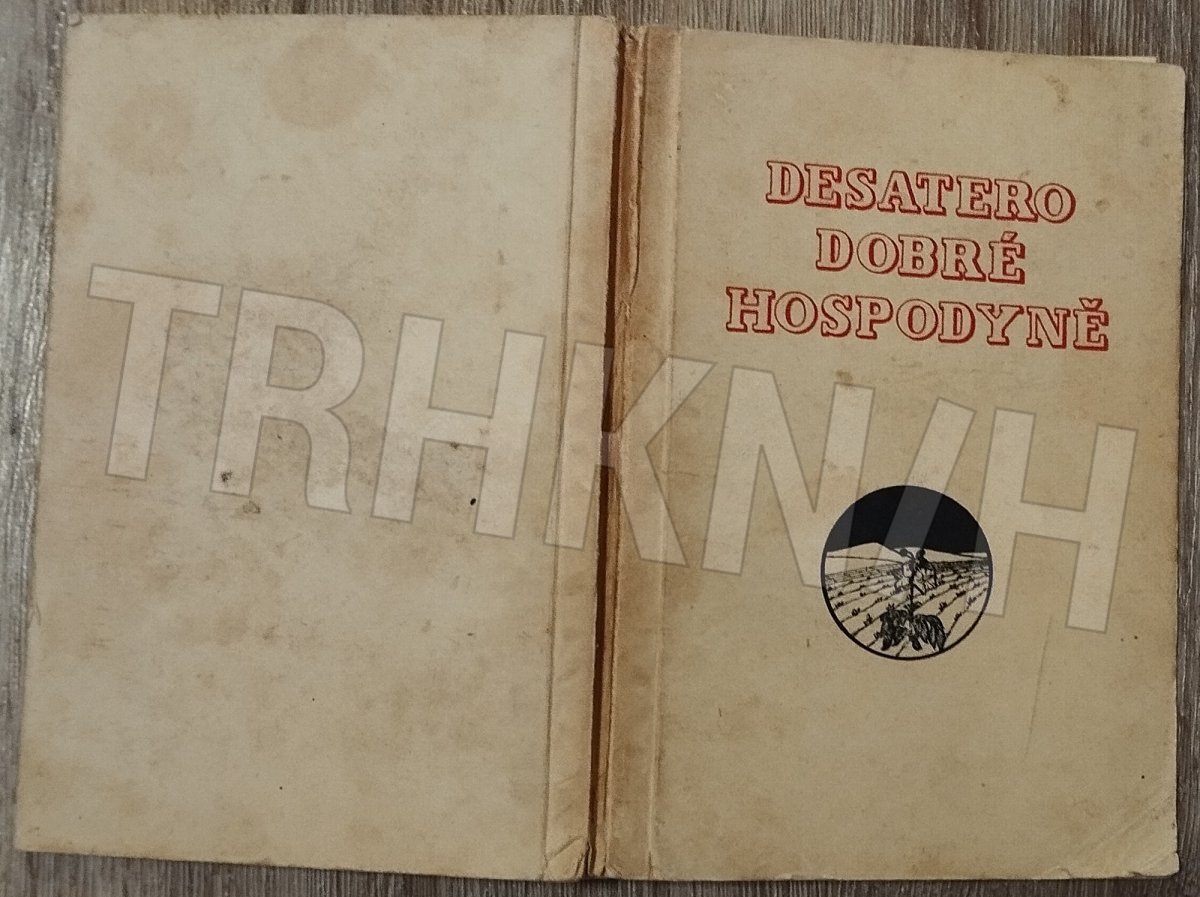 DESATERO
DOBRÉ
HOSPODYNĚ
TRHKNIH